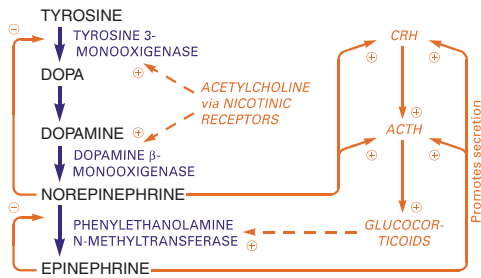 TYROSINE
TYROSINE 3-
MONOOXIGENASE
DOPA
ACETYLCHOLINE
via NICOTINIC
RECEPTORS
DOPAMINE
DOPAMINE β-
MONOOXIGENASE
NOREPINEPHRINE
PHENYLETHANOLAMINE
N-METHYLTRANSFERASE
EPINEPHRINE
CRH
ACTH
GLUCOCOR-
TICOIDS
Promotes secretion